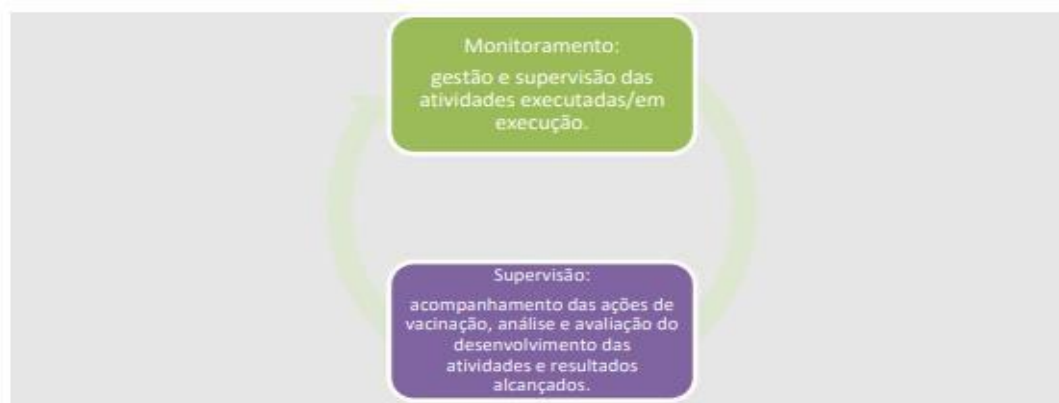 Monitoramento:
gestão e supervisão das
atividades executadas/em
execução.
Supervisão:
acompanhamento das ações de
vacinação, análise e avaliação do
desenvolvimento das
atividades e resultados
alcançados.